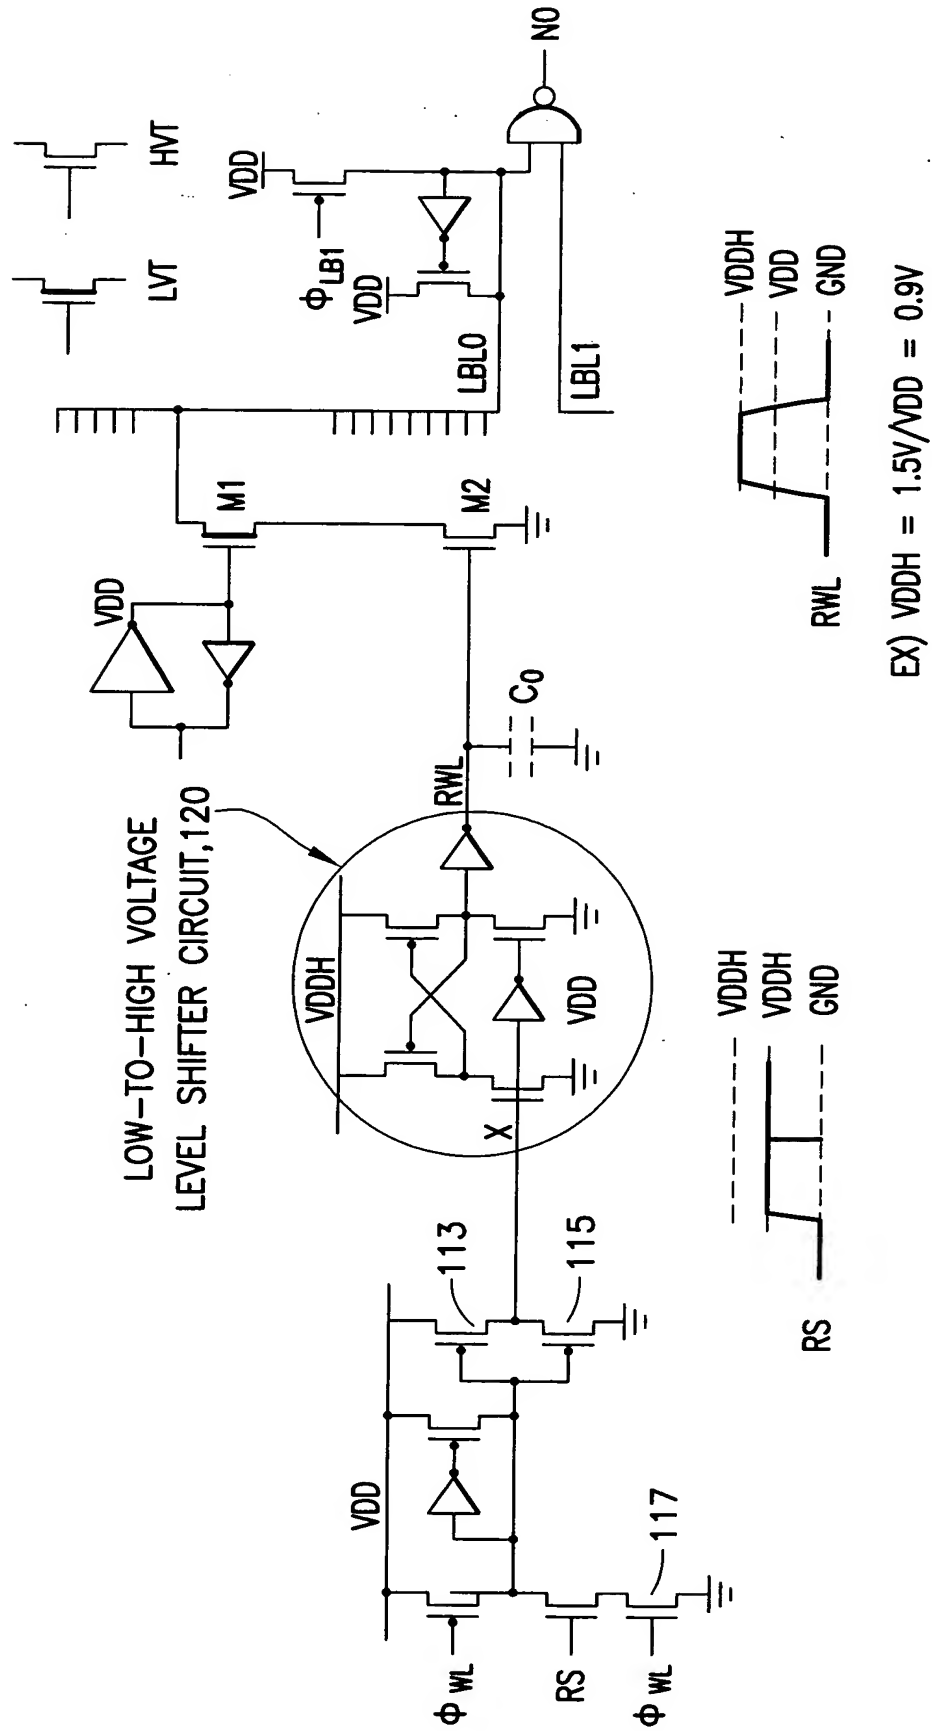 LVT
HVT
VDD
ϕLB1
VDD
N0
LBL0
LBL1
VDD
M1
M2
LOW-TO-HIGH VOLTAGE
LEVEL SHIFTER CIRCUIT,120
VDDH
RWL
C0
X
VDD
VDD
113
115
ϕWL
RS
ϕWL
117
VDDH
VDDH
GND
RS
VDDH
VDD
GND
RWL
EX) VDDH = 1.5V/VDD = 0.9V